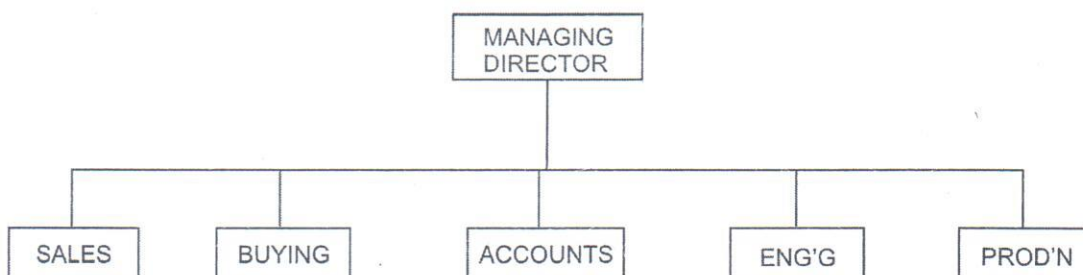 MANAGING
DIRECTOR
SALES
BUYING
ACCOUNTS
ENG'G
PROD'N